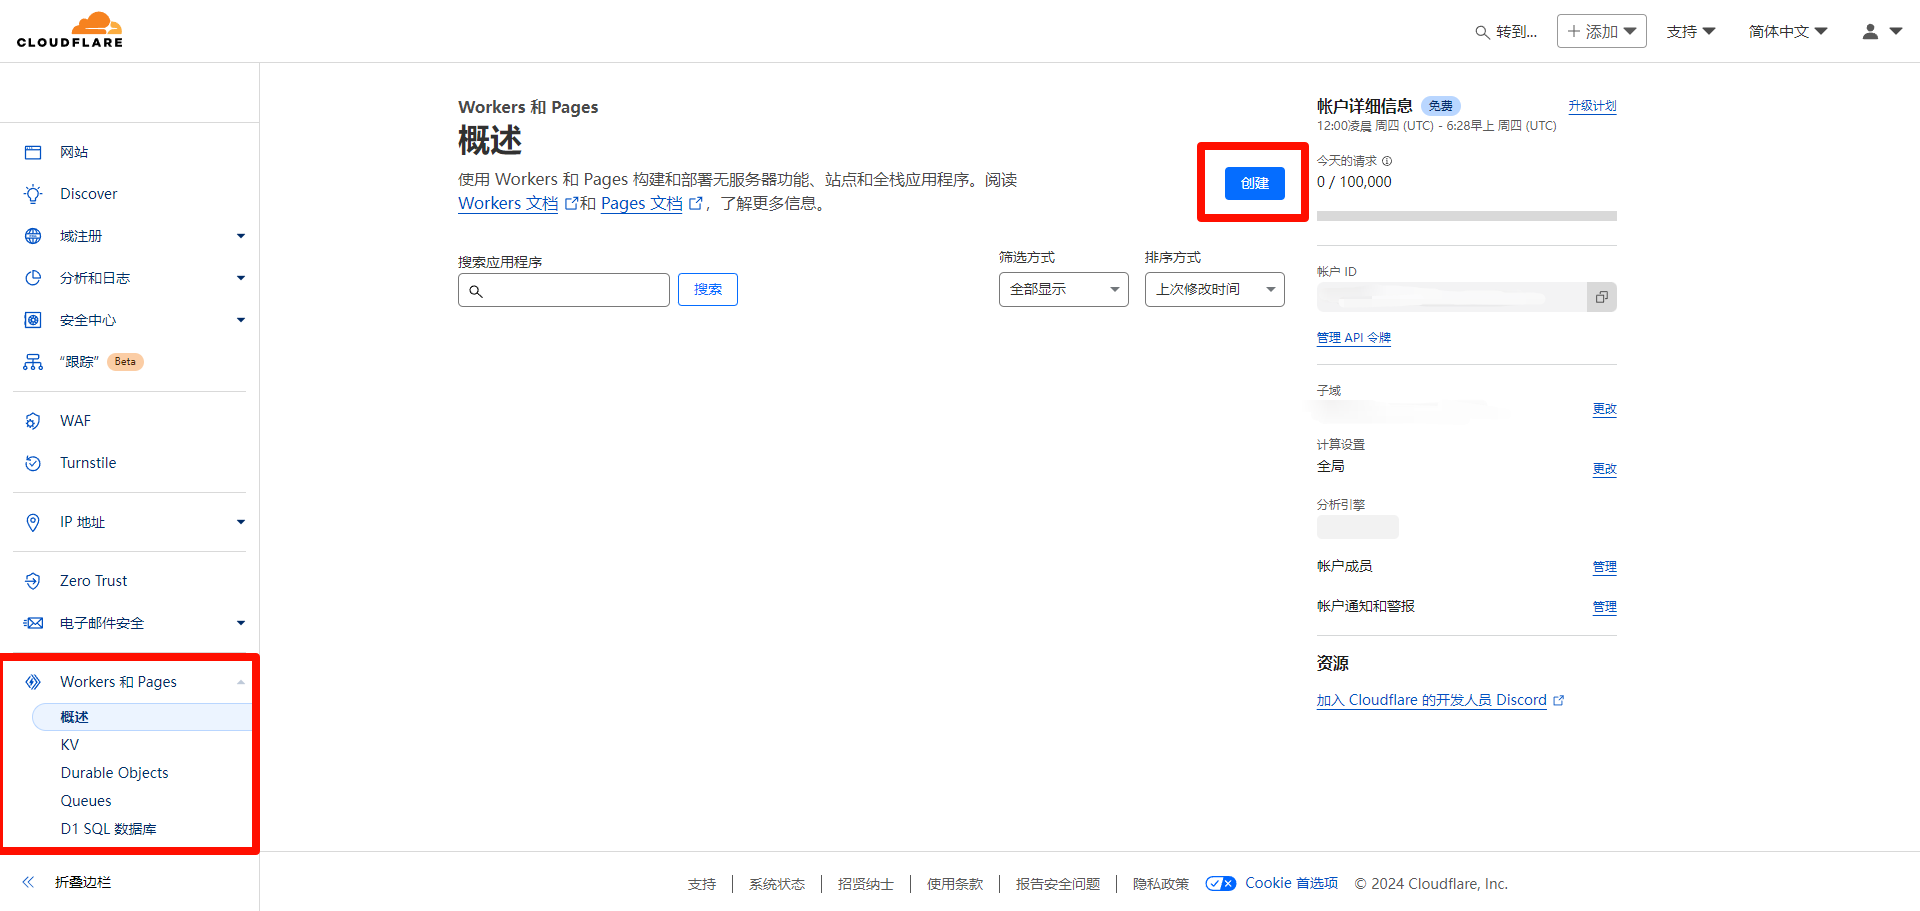 CLOUDFLARE
转到...
添加
支持
简体中文
网站
Discover
域注册
分析和日志
安全中心
“跟踪” Beta
WAF
Turnstile
IP 地址
Zero Trust
电子邮件安全
Workers 和 Pages
概述
KV
Durable Objects
Queues
D1 SQL 数据库
折叠边栏
Workers 和 Pages
概述
使用 Workers 和 Pages 构建和部署无服务器功能、站点和全栈应用程序。阅读
Workers 文档 和 Pages 文档 ，了解更多信息。
创建
搜索应用程序
搜索
筛选方式
全部显示
排序方式
上次修改时间
帐户详细信息 免费 升级计划
12:00凌晨 周四 (UTC) - 6:28早上 周四 (UTC)
今天的请求
0 / 100,000
帐户 ID
管理 API 令牌
子域
更改
计算设置
全局
更改
分析引擎
帐户成员 管理
帐户通知和警报 管理
资源
加入 Cloudflare 的开发人员 Discord
支持 系统状态 招贤纳士 使用条款 报告安全问题 隐私政策 Cookie 首选项 © 2024 Cloudflare, Inc.